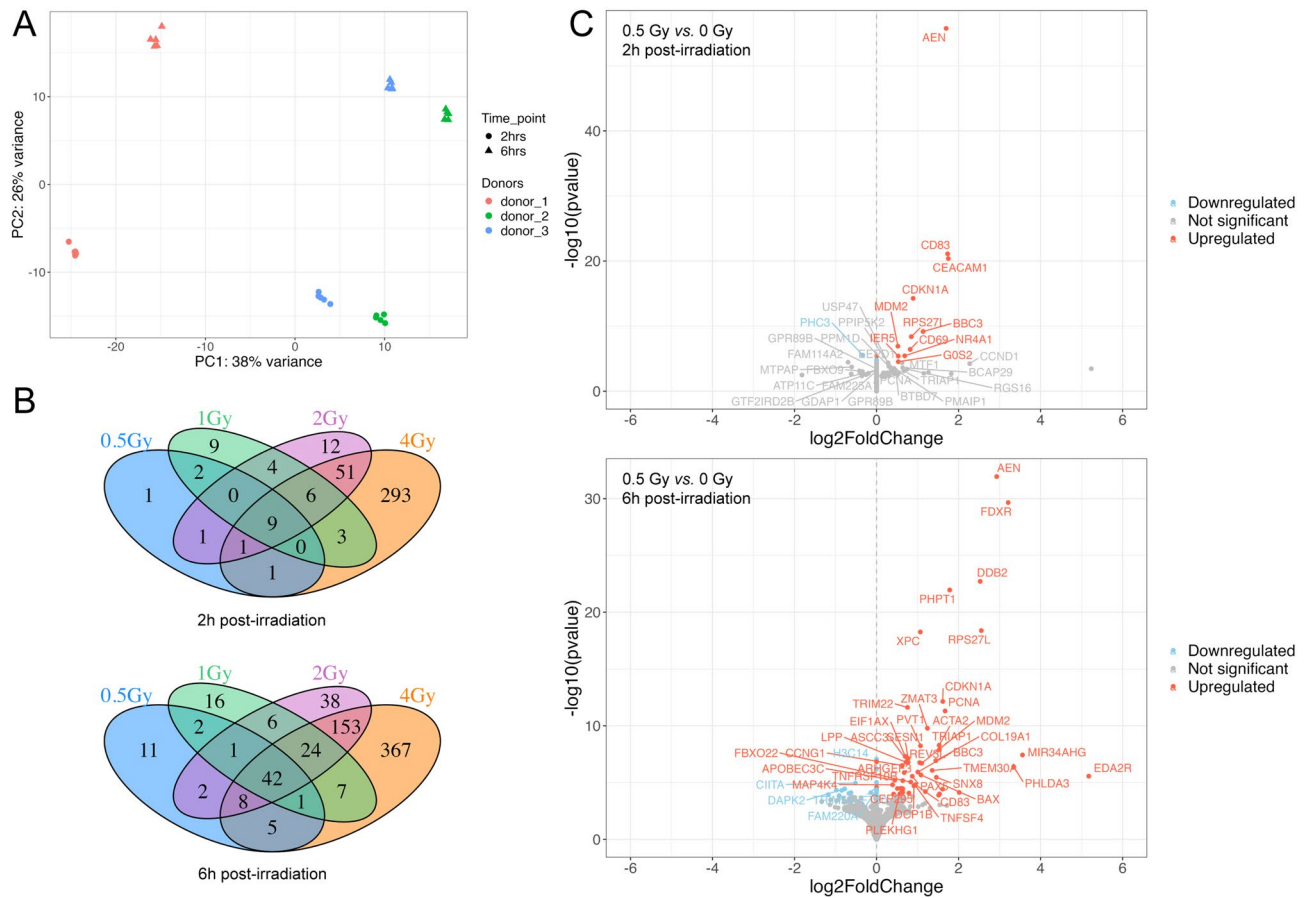 A
PC2: 26% variance
10
0
-10
-20
-10
0
10
PC1: 38% variance
Time_point
2hrs
6hrs
Donors
donor_1
donor_2
donor_3
B
0.5Gy
1Gy
2Gy
4Gy
9
12
2
4
51
1
0
6
293
9
1
1
0
3
1
2h post-irradiation
0.5Gy
1Gy
2Gy
4Gy
16
38
2
6
153
11
1
24
367
42
2
8
1
7
5
6h post-irradiation
C
0.5 Gy vs. 0 Gy
2h post-irradiation
-log10(pvalue)
40
20
0
AEN
CD83
CEACAM1
CDKN1A
USP47
MDM2
PHC3
PPIP5K2
RPS27L
BBC3
GPR89B
PPM1D
IER5
CD69
NR4A1
FAM114A2
G0S2
CCND1
MTPAP
FBXO9
MTF1
BCAP29
ATP11C
FAM225A
PCNA
TRIAP1
RGS16
GTF2IRD2B
GDAP1
GPR89B
BTBD7
PMAIP1
-6
-4
-2
0
2
4
6
log2FoldChange
Downregulated
Not significant
Upregulated
0.5 Gy vs. 0 Gy
6h post-irradiation
-log10(pvalue)
30
20
10
0
AEN
FDXR
DDB2
PHPT1
XPC
RPS27L
CDKN1A
TRIM22
ZMAT3
PCNA
EIF1AX
PVT1
ACTA2
MDM2
LPP
ASCC3
SESN1
TRIAP1
COL19A1
FBXO22
CCNG1
H3C14
REV3L
BBC3
MIR34AHG
APOBEC3C
ARHGEF3
TMEM30A
EDA2R
CIITA
MAP4K4
TNFRSF10B
SNX8
PHLDA3
DAPK2
CEP295
CD83
BAX
FAM220A
DCP1B
TNFSF4
PLEKHG1
-6
-4
-2
0
2
4
6
log2FoldChange
Downregulated
Not significant
Upregulated